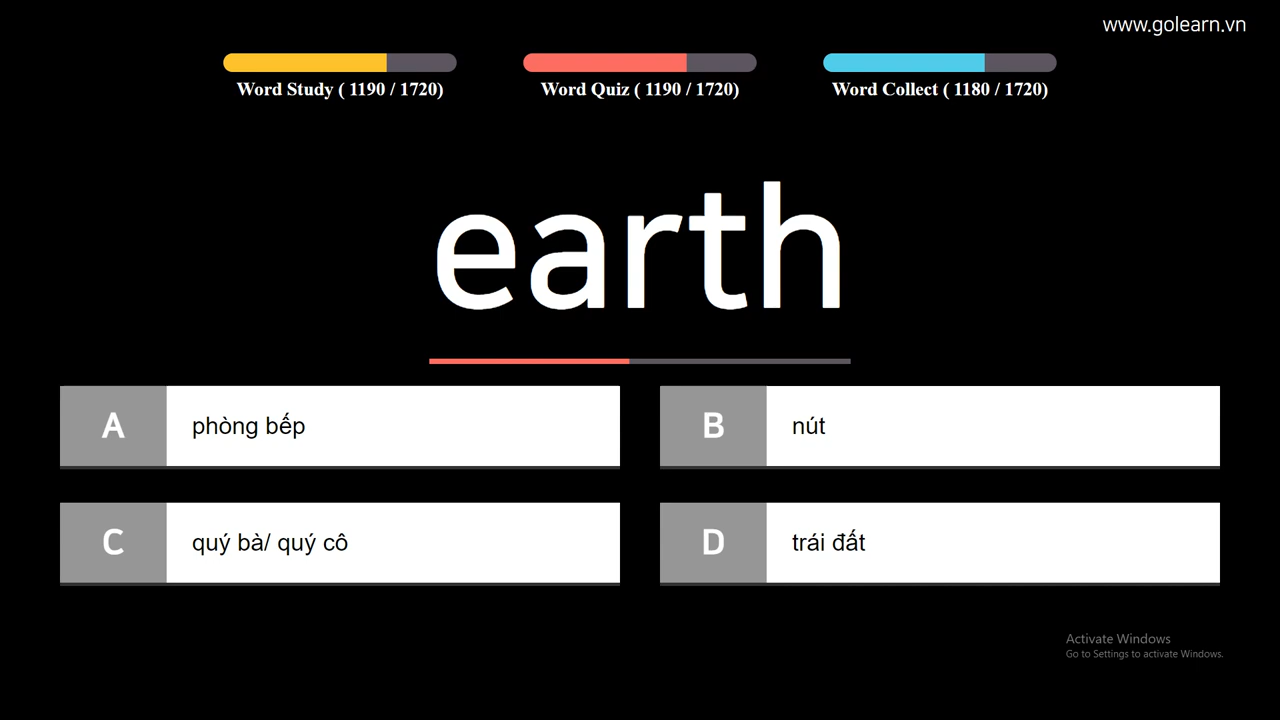 www.golearn.vn
Word Study ( 1190 / 1720)
Word Quiz ( 1190 / 1720)
Word Collect ( 1180 / 1720)
earth
A phòng bếp
B nút
C quý bà/ quý cô
D trái đất
Activate Windows
Go to Settings to activate Windows.